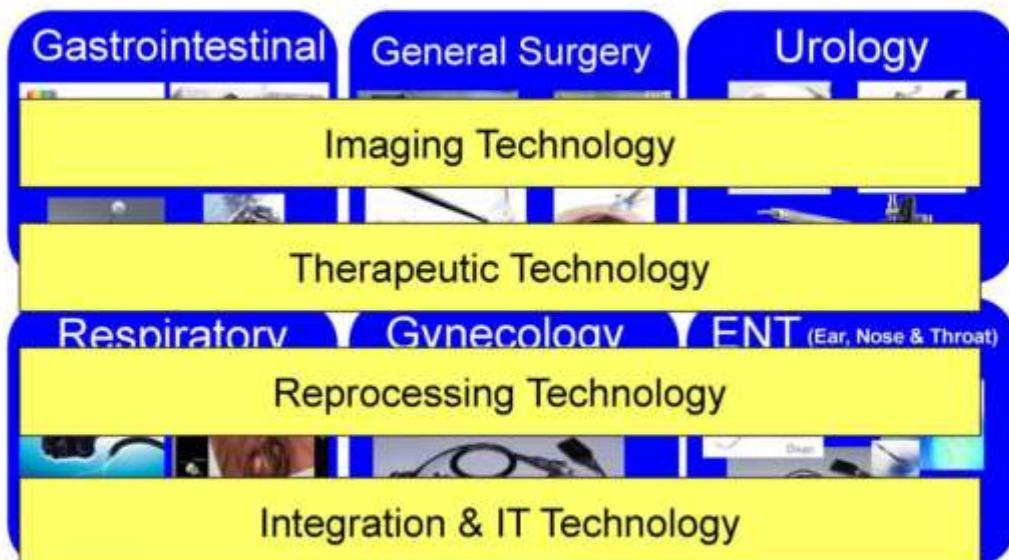 Gastrointestinal
General Surgery
Urology
Imaging Technology
Therapeutic Technology
Respiratory
Gynecology
ENT (Ear, Nose & Throat)
Reprocessing Technology
Integration & IT Technology